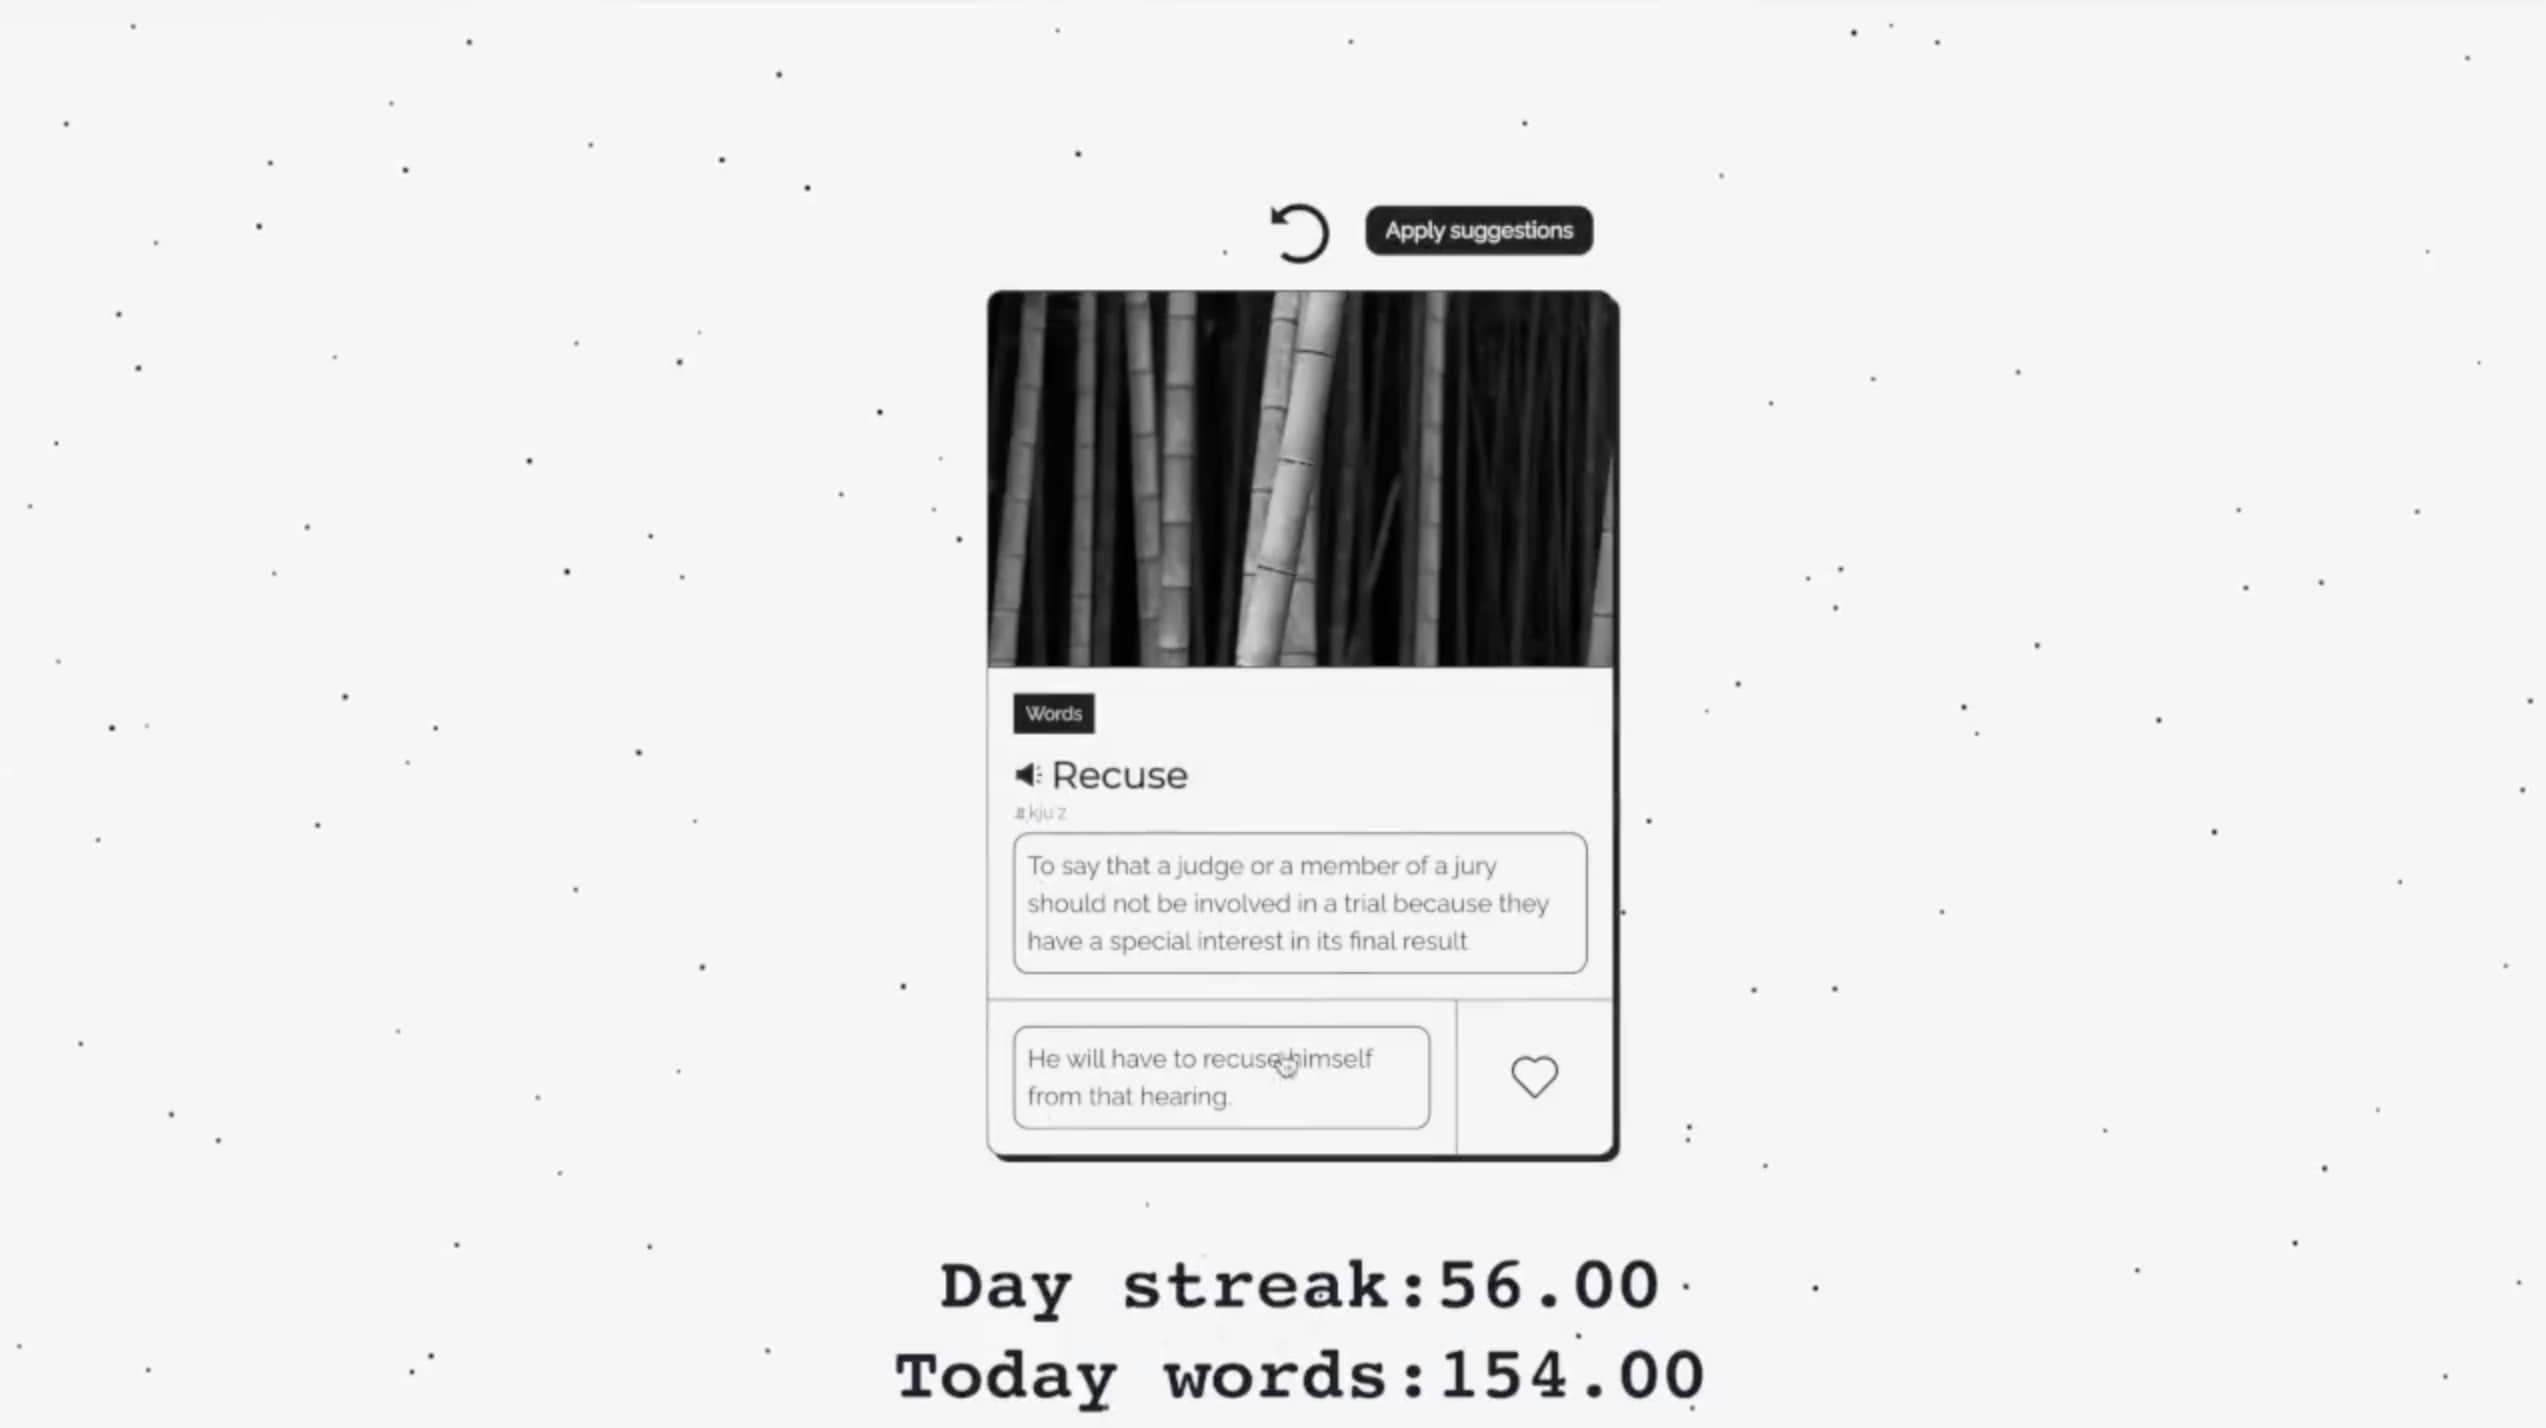 Apply suggestions
Words
Recuse
To say that a judge or a member of a jury
should not be involved in a trial because they
have a special interest in its final result
He will have to recuse himself
from that hearing.
Day streak:56.00
Today words:154.00